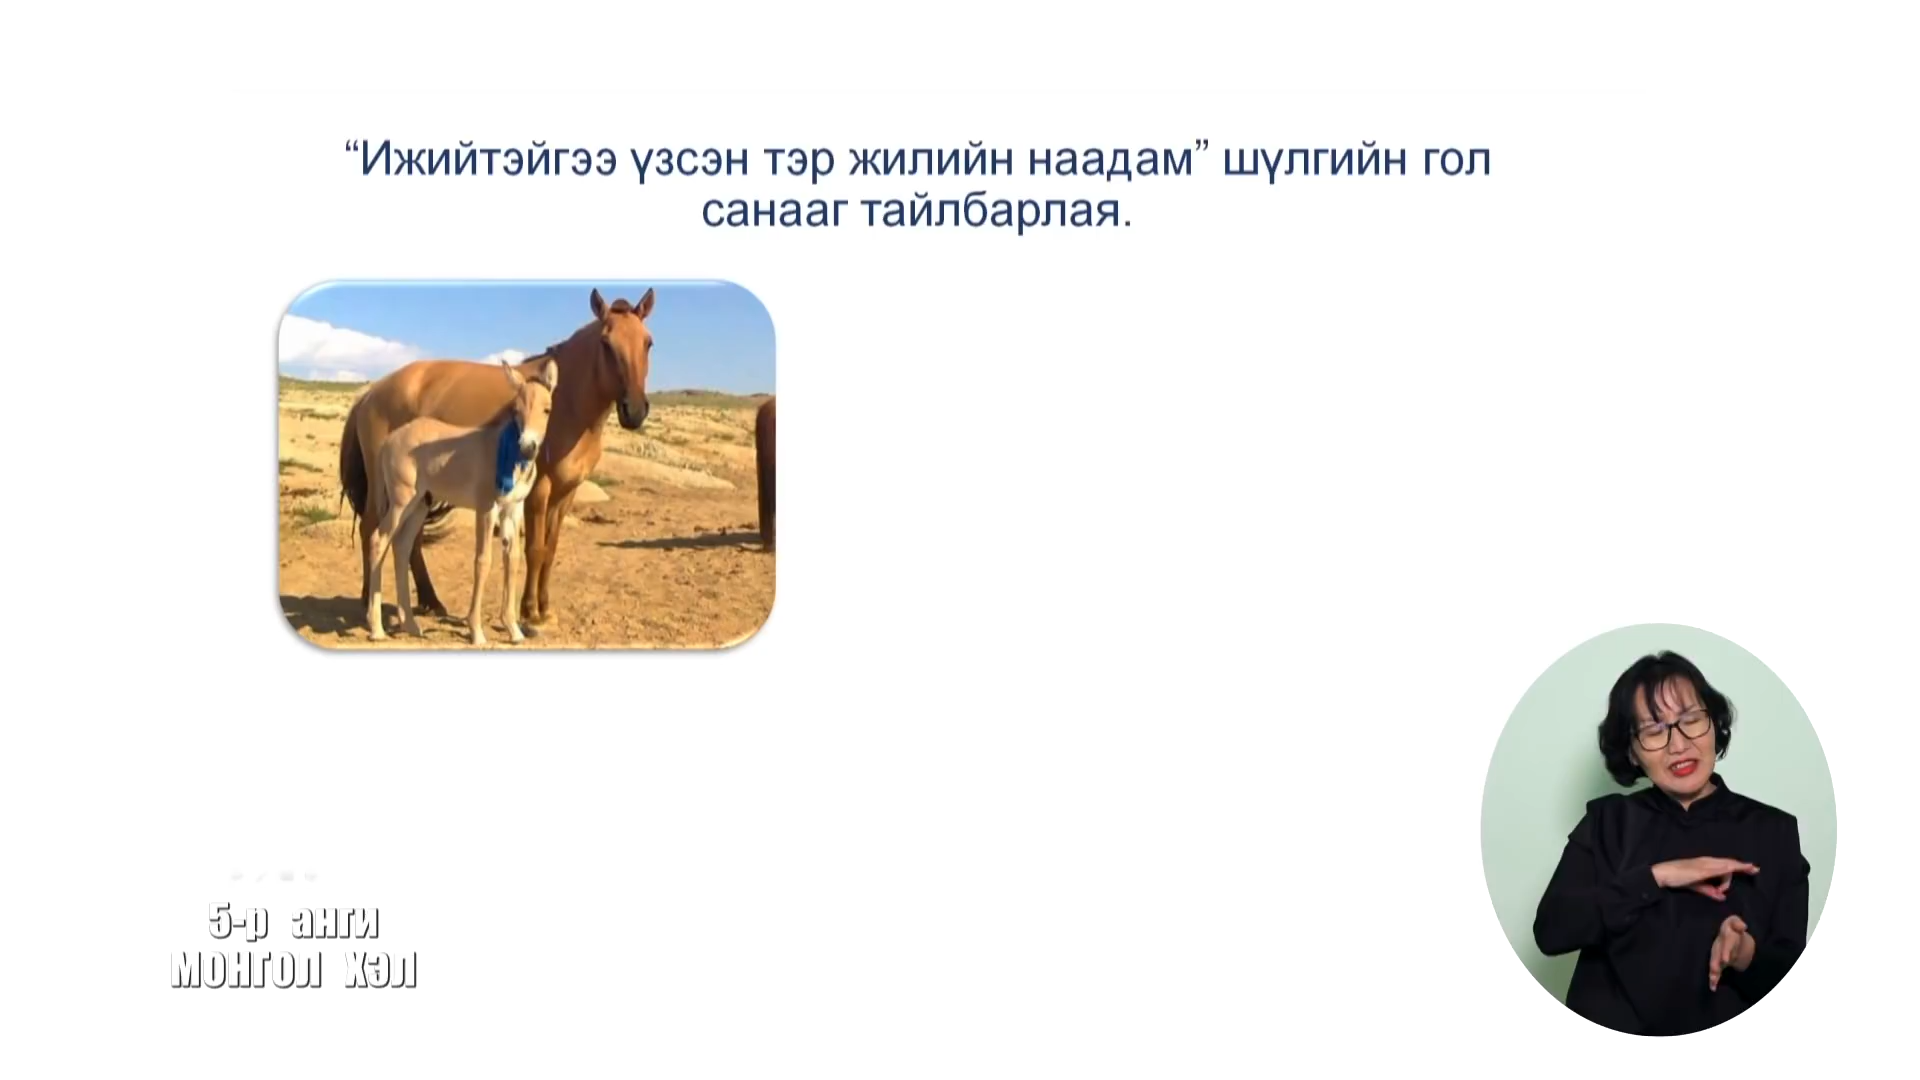 “Ижийтэйгээ үзсэн тэр жилийн наадам” шүлгийн гол
санааг тайлбарлая.
5-р анги
МОНГОЛ ХЭЛ